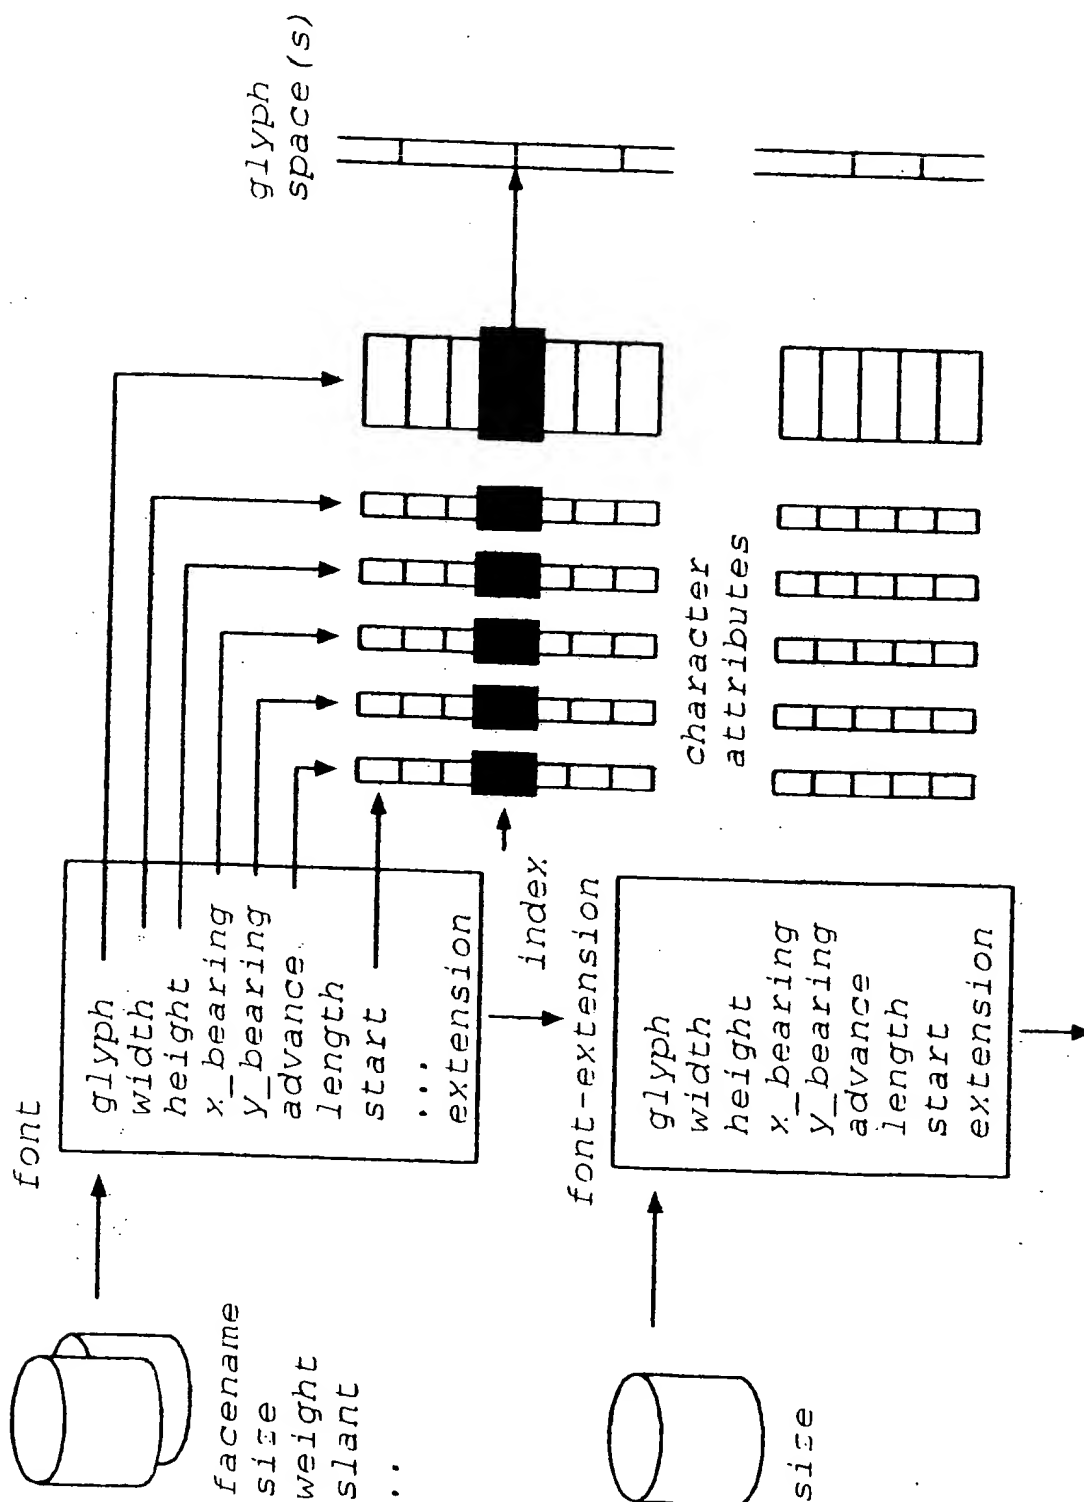 facename
size
weight
slant
..
font
glyph
width
height
x_bearing
y_bearing
advance
length
start
...
extension
index
glyph
space(s)
character
attributes
size
font-extension
glyph
width
height
x_bearing
y_bearing
advance
length
start
extension